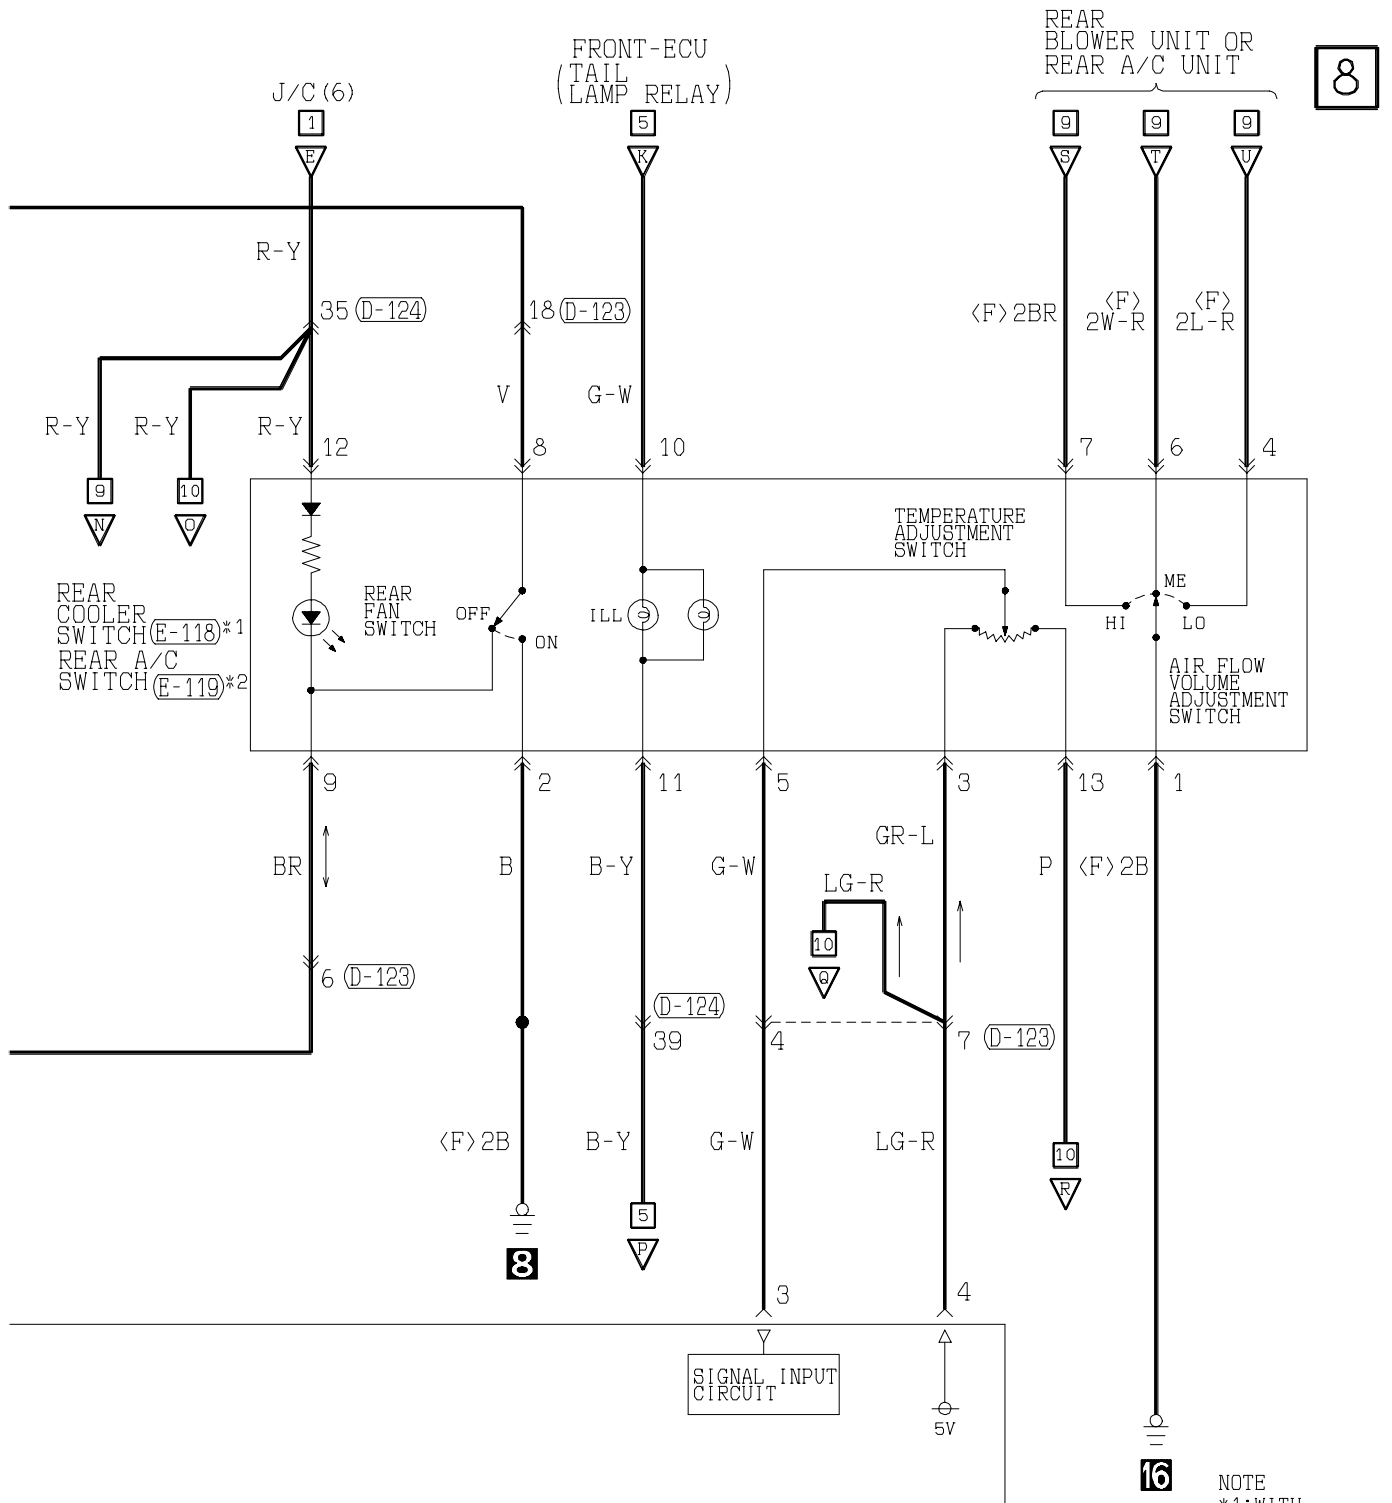 REAR
BLOWER UNIT OR
REAR A/C UNIT
8
FRONT-ECU
(TAIL
LAMP RELAY)
J/C(6)
1
5
9
9
9
E
K
S
T
U
R-Y
35 (D-124)
18 (D-123)
<F>2BR
<F>
2W-R
<F>
2L-R
V
G-W
R-Y
R-Y
R-Y
12
8
10
7
6
4
9
10
N
O
TEMPERATURE
ADJUSTMENT
SWITCH
REAR
COOLER
SWITCH (E-118)*1
REAR A/C
SWITCH (E-119)*2
REAR
FAN
SWITCH
OFF
ON
ILL
ME
HI
LO
AIR FLOW
VOLUME
ADJUSTMENT
SWITCH
9
2
11
5
3
13
1
GR-L
BR
B
B-Y
G-W
P
<F>2B
LG-R
10
Q
6 (D-123)
(D-124)
39
4
7 (D-123)
<F>2B
B-Y
G-W
LG-R
10
R
5
P
8
3
4
SIGNAL INPUT
CIRCUIT
5V
16
NOTE
*1:WITH